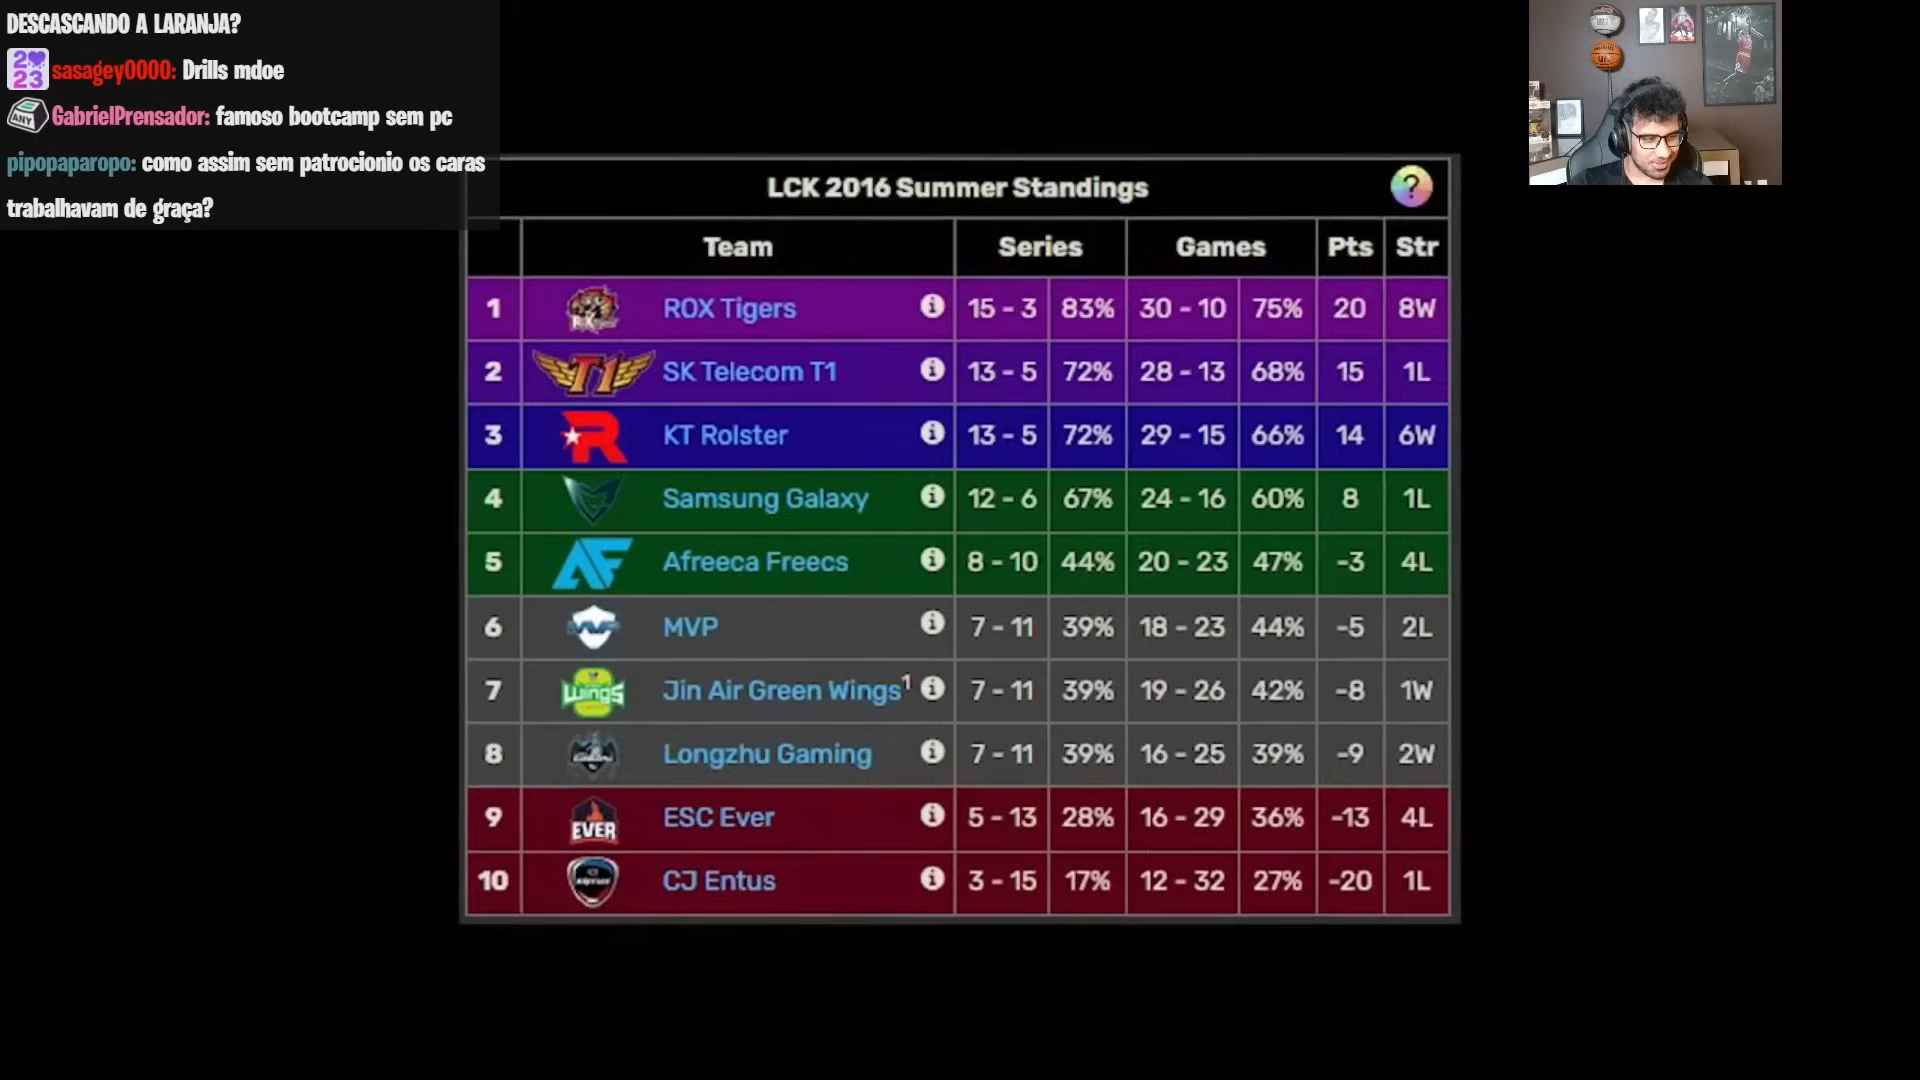 DESCASCANDO A LARANJA?
sasagey0000: Drills mdoe
GabrielPrensador: famoso bootcamp sem pc
pipopaparopo: como assim sem patrocionio os caras
trabalhavam de graça?
LCK 2016 Summer Standings ?
Team Series Games Pts Str
1 ROX Tigers 15 - 3 83% 30 - 10 75% 20 8W
2 T1 SK Telecom T1 13 - 5 72% 28 - 13 68% 15 1L
3 KT Rolster 13 - 5 72% 29 - 15 66% 14 6W
4 Samsung Galaxy 12 - 6 67% 24 - 16 60% 8 1L
5 AF Afreeca Freecs 8 - 10 44% 20 - 23 47% -3 4L
6 MVP MVP 7 - 11 39% 18 - 23 44% -5 2L
7 WINGS Jin Air Green Wings¹ 7 - 11 39% 19 - 26 42% -8 1W
8 Longzhu Gaming 7 - 11 39% 16 - 25 39% -9 2W
9 EVER ESC Ever 5 - 13 28% 16 - 29 36% -13 4L
10 CJ Entus 3 - 15 17% 12 - 32 27% -20 1L